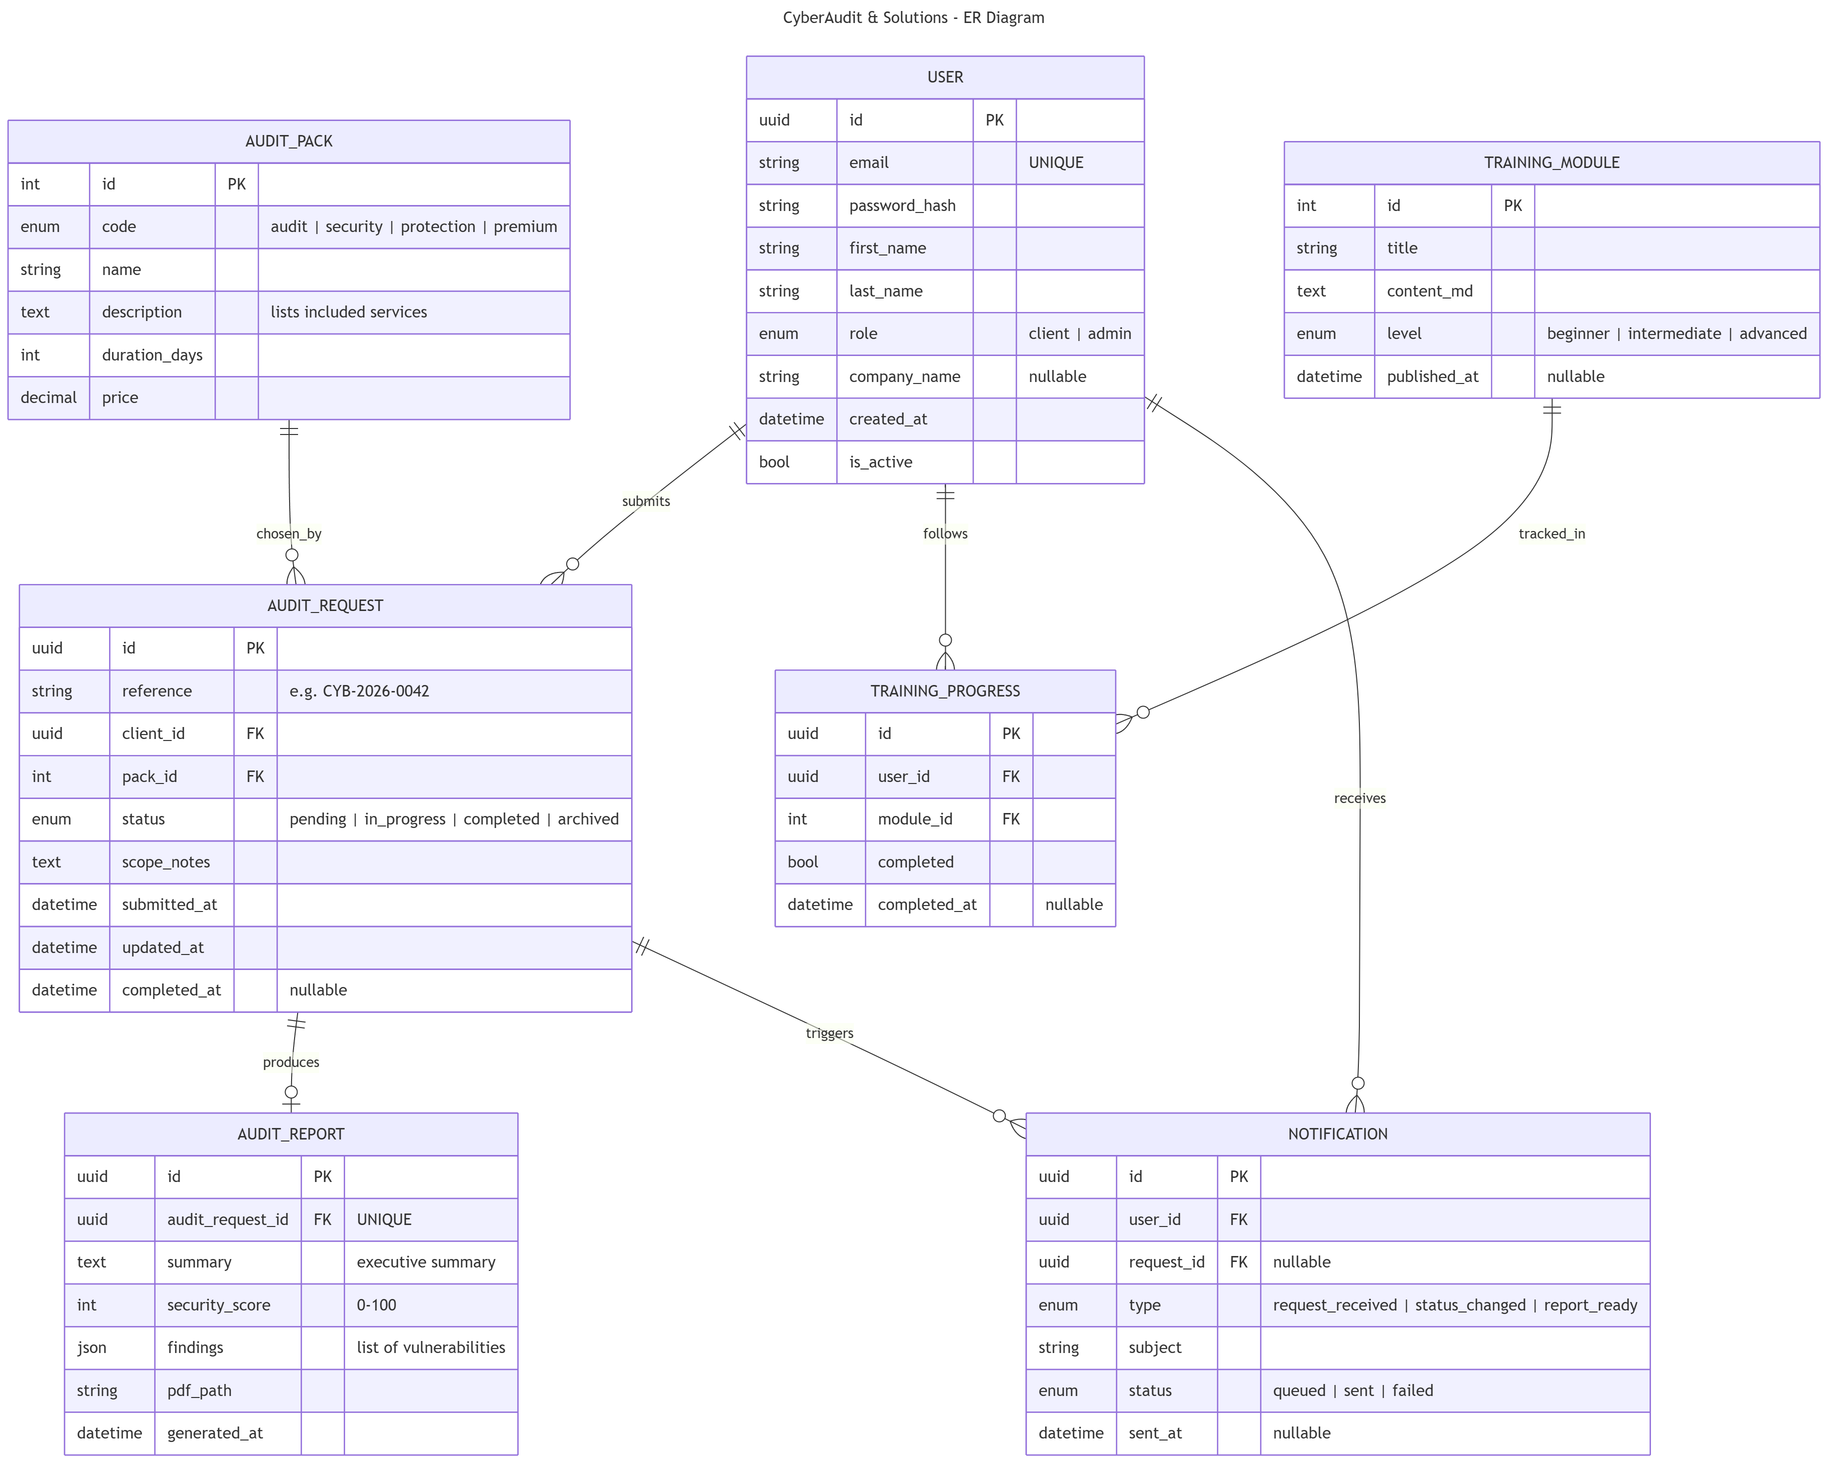 CyberAudit & Solutions - ER Diagram
USER
uuid id PK
string email UNIQUE
string password_hash
string first_name
string last_name
enum role client | admin
string company_name nullable
datetime created_at
bool is_active
AUDIT_PACK
int id PK
enum code audit | security | protection | premium
string name
text description lists included services
int duration_days
decimal price
TRAINING_MODULE
int id PK
string title
text content_md
enum level beginner | intermediate | advanced
datetime published_at nullable
submits
chosen_by
follows
tracked_in
AUDIT_REQUEST
uuid id PK
string reference e.g. CYB-2026-0042
uuid client_id FK
int pack_id FK
enum status pending | in_progress | completed | archived
text scope_notes
datetime submitted_at
datetime updated_at
datetime completed_at nullable
TRAINING_PROGRESS
uuid id PK
uuid user_id FK
int module_id FK
bool completed
datetime completed_at nullable
receives
triggers
produces
AUDIT_REPORT
uuid id PK
uuid audit_request_id FK UNIQUE
text summary executive summary
int security_score 0-100
json findings list of vulnerabilities
string pdf_path
datetime generated_at
NOTIFICATION
uuid id PK
uuid user_id FK
uuid request_id FK nullable
enum type request_received | status_changed | report_ready
string subject
enum status queued | sent | failed
datetime sent_at nullable